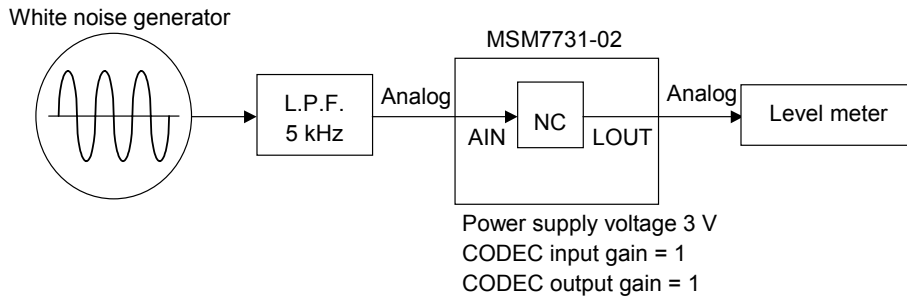 White noise generator
MSM7731-02
L.P.F.
5 kHz
Analog
AIN
NC
LOUT
Analog
Level meter
Power supply voltage 3 V
CODEC input gain = 1
CODEC output gain = 1